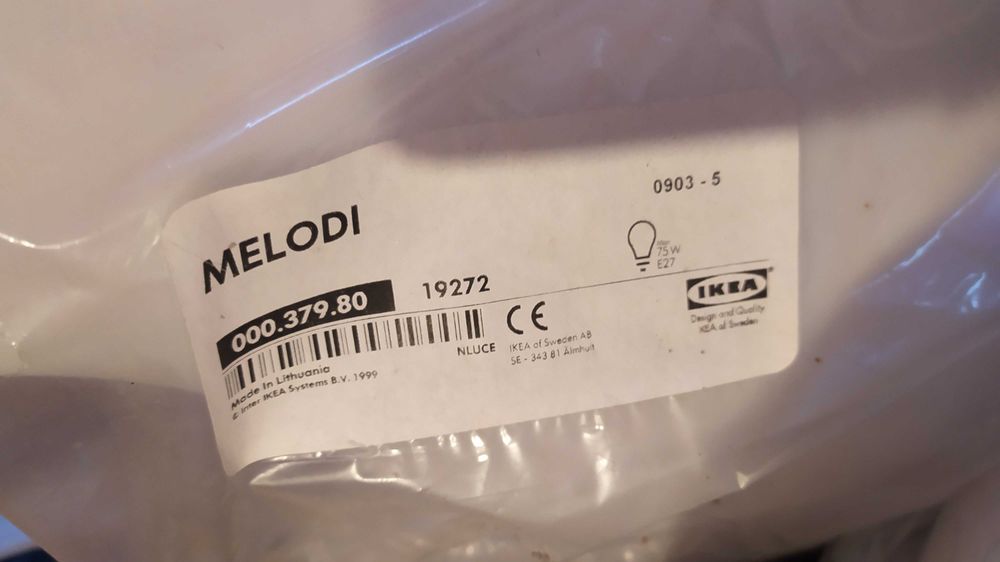 0903 - 5
MELODI
max
75 W
E27
000.379.80
19272
IKEA
Design and Quality
IKEA of Sweden
CE
NLUCE
IKEA of Sweden AB
SE - 343 81 Älmhult
Made in Lithuania
© Inter IKEA Systems B.V. 1999